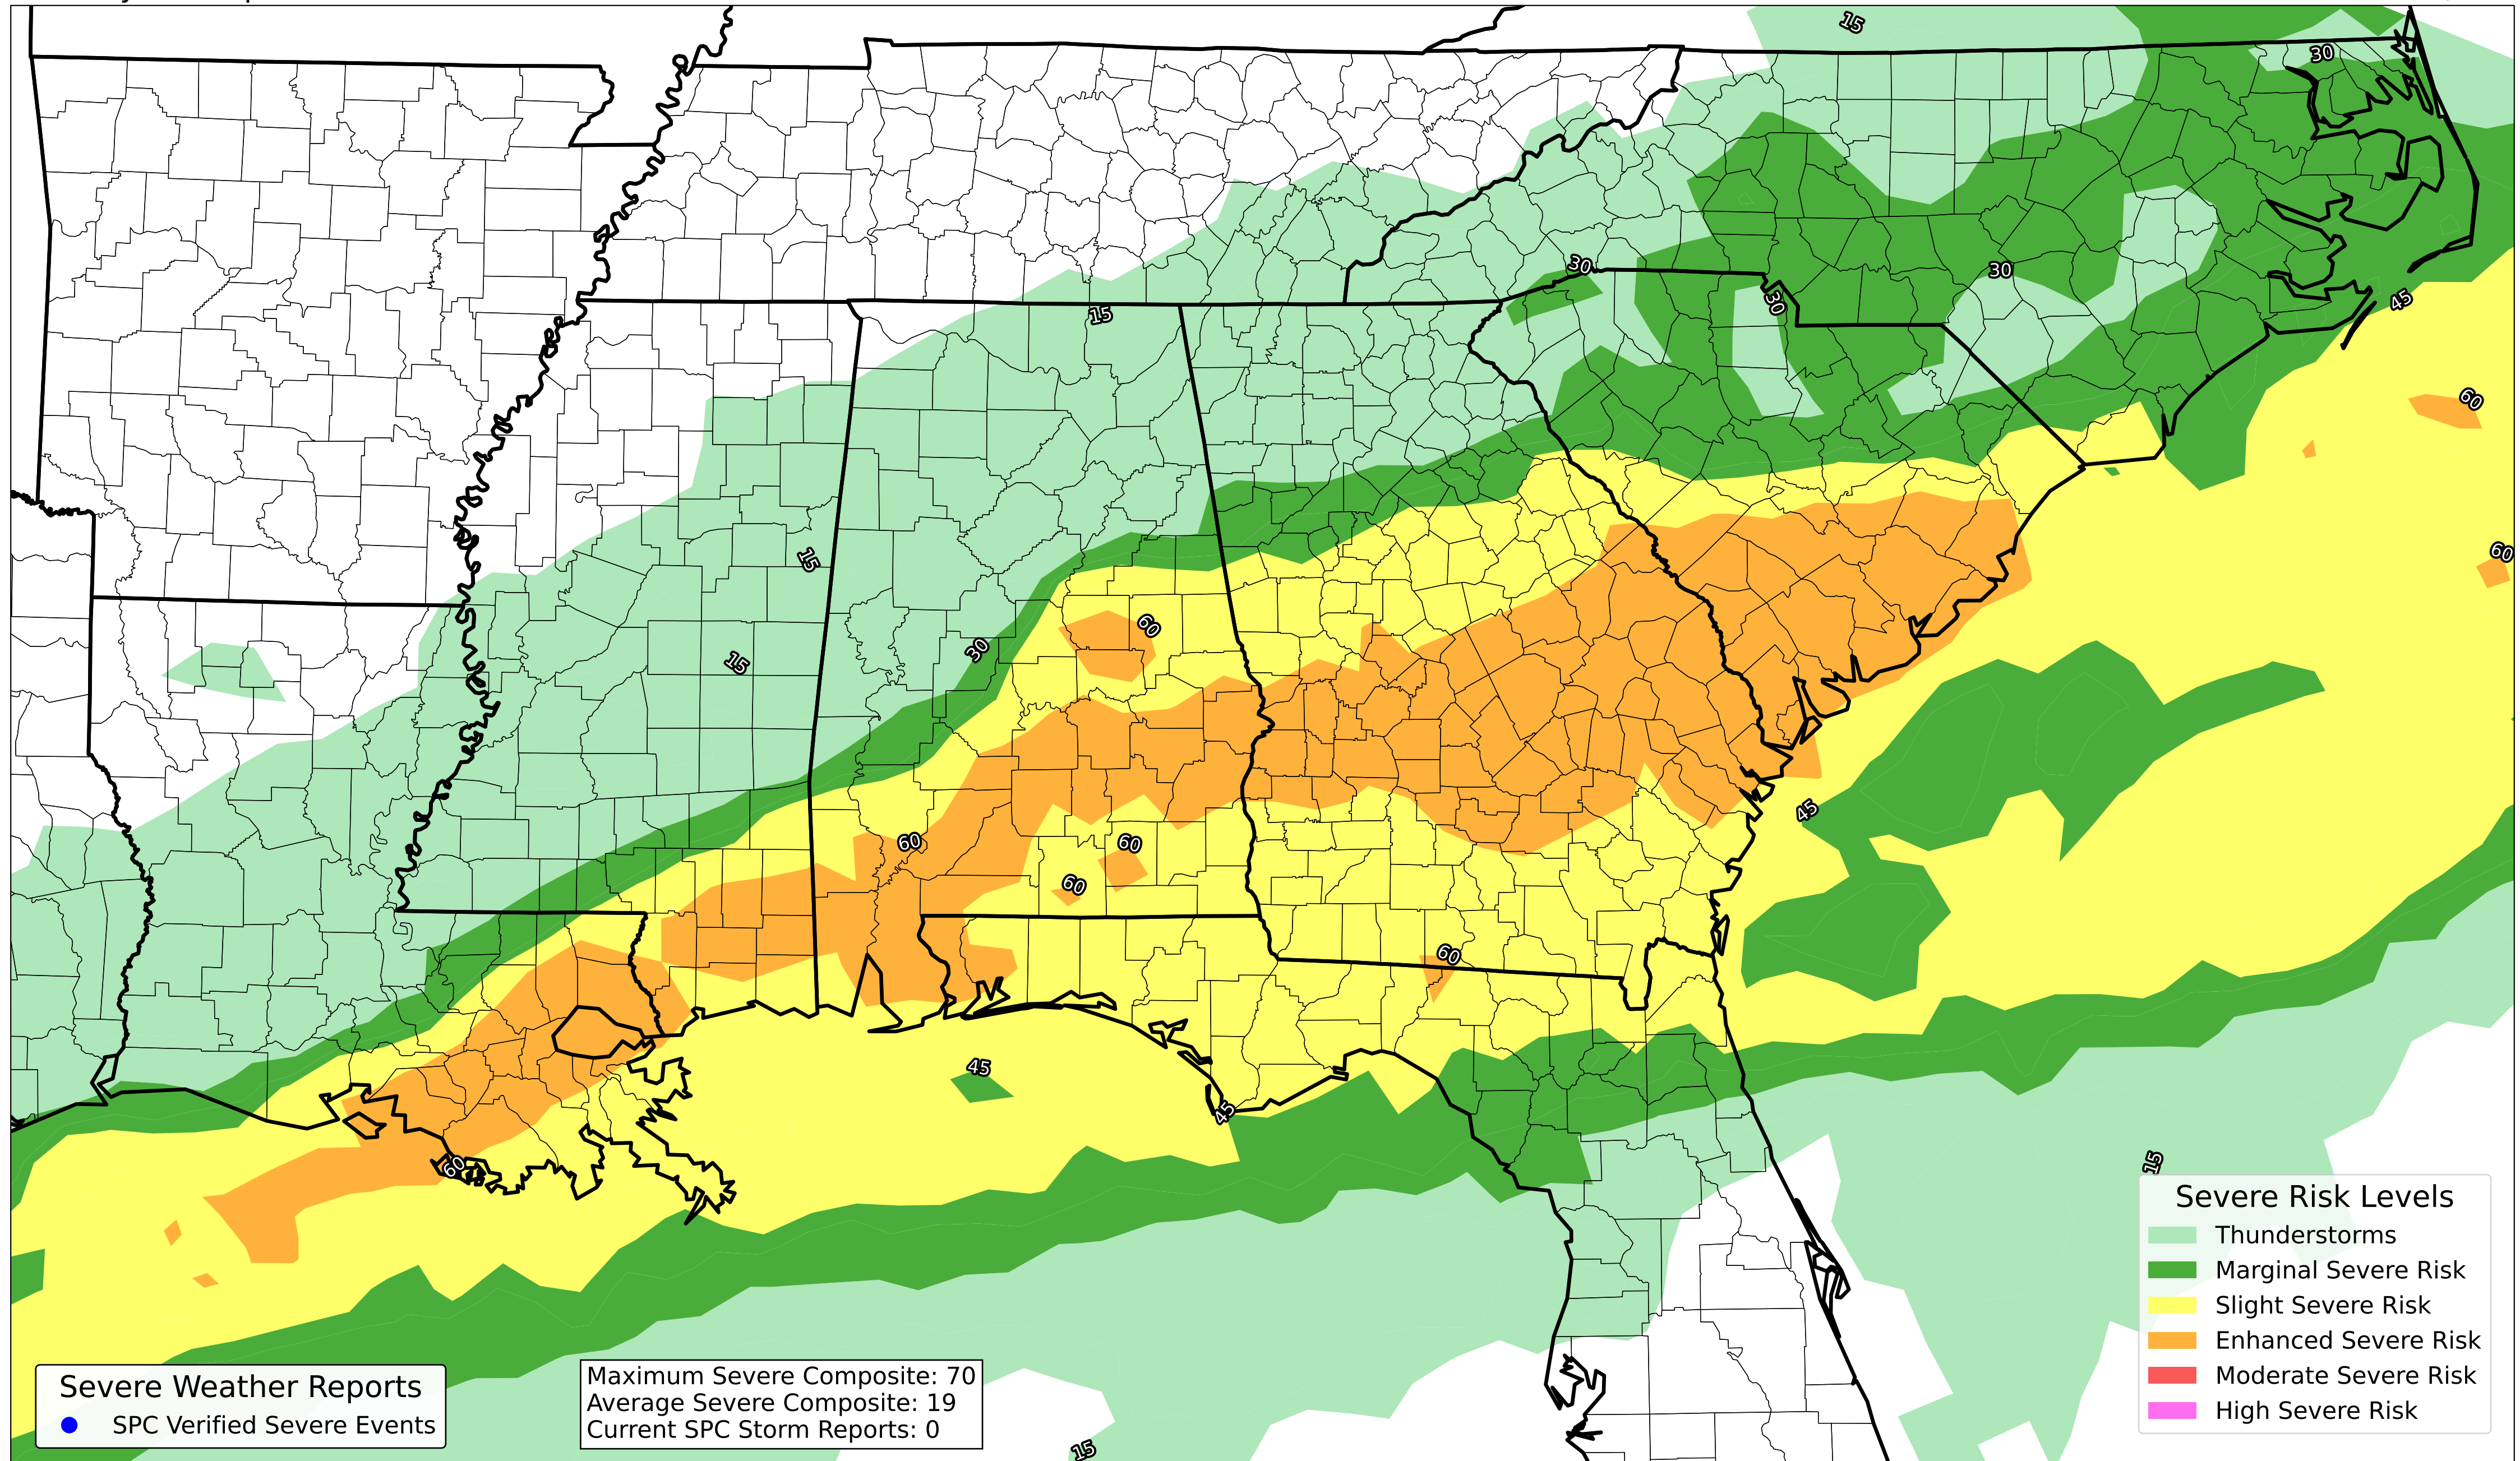 15
30
30
30
30
45
15
60
60
15
60
30
15
45
60
60
60
60
45
45
60
15
15
Severe Risk Levels
Thunderstorms
Marginal Severe Risk
Slight Severe Risk
Enhanced Severe Risk
Moderate Severe Risk
High Severe Risk
Severe Weather Reports
SPC Verified Severe Events
Maximum Severe Composite: 70
Average Severe Composite: 19
Current SPC Storm Reports: 0